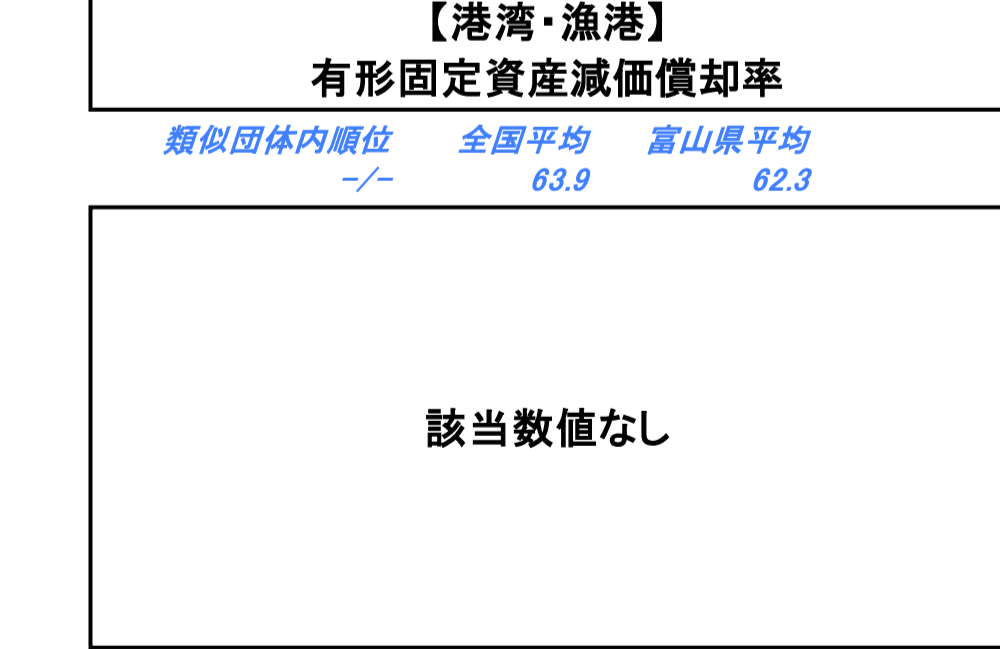 【港湾・漁港】
有形固定資産減価償却率
類似団体内順位 全国平均 富山県平均
-/- 63.9 62.3
該当数値なし